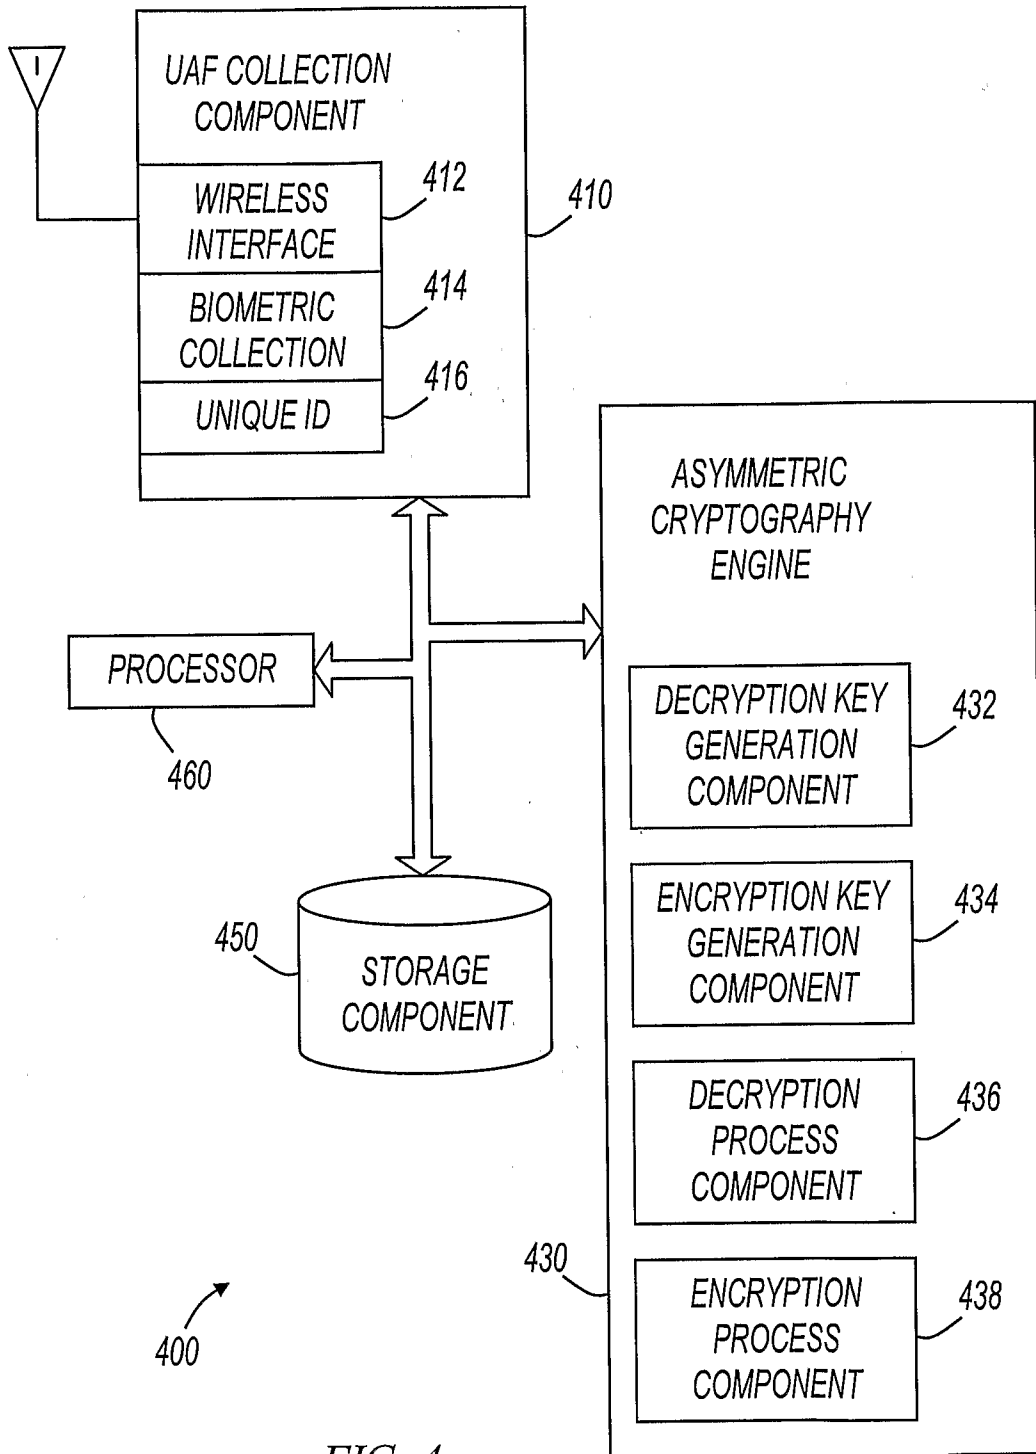 UAF COLLECTION
COMPONENT
412
WIRELESS
INTERFACE
410
414
BIOMETRIC
COLLECTION
416
UNIQUE ID
ASYMMETRIC
CRYPTOGRAPHY
ENGINE
PROCESSOR
460
DECRYPTION KEY
GENERATION
COMPONENT
432
ENCRYPTION KEY
GENERATION
COMPONENT
434
450
STORAGE
COMPONENT
DECRYPTION
PROCESS
COMPONENT
436
430
ENCRYPTION
PROCESS
COMPONENT
438
400
FIG. 4